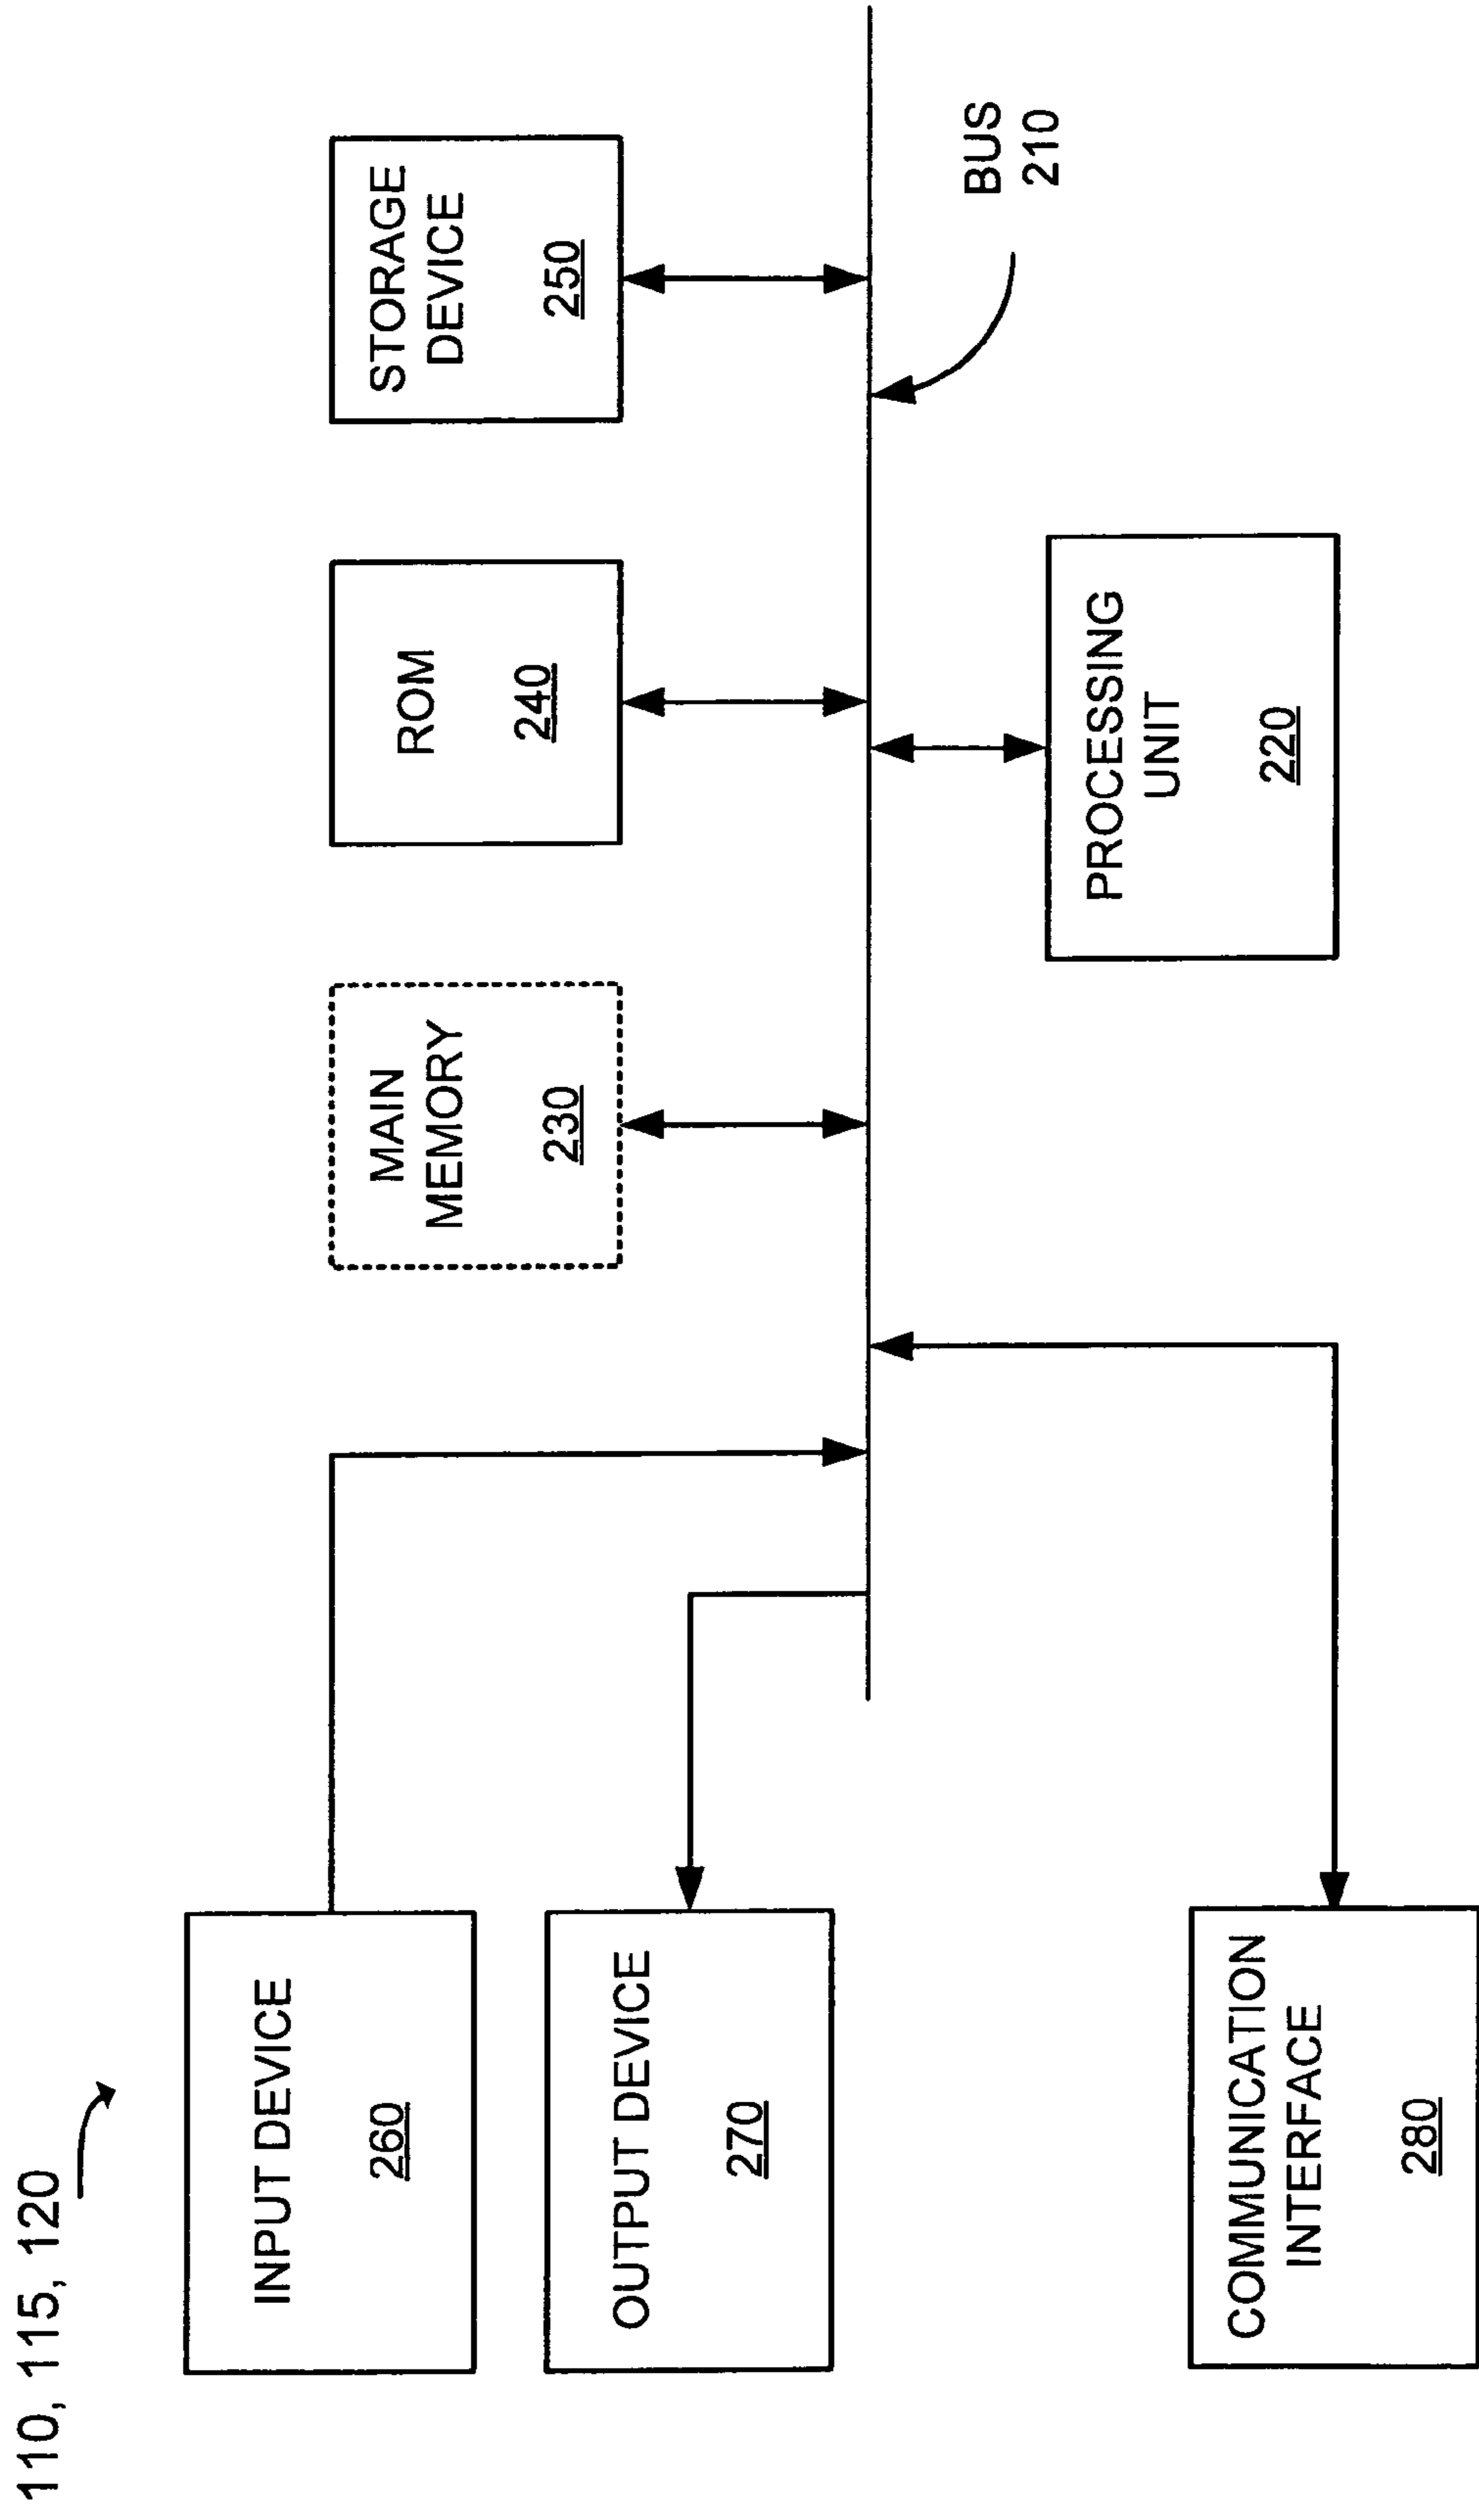 110, 115, 120
INPUT DEVICE
260
MAIN
MEMORY
230
ROM
240
STORAGE
DEVICE
250
OUTPUT DEVICE
270
BUS
210
COMMUNICATION
INTERFACE
280
PROCESSING
UNIT
220